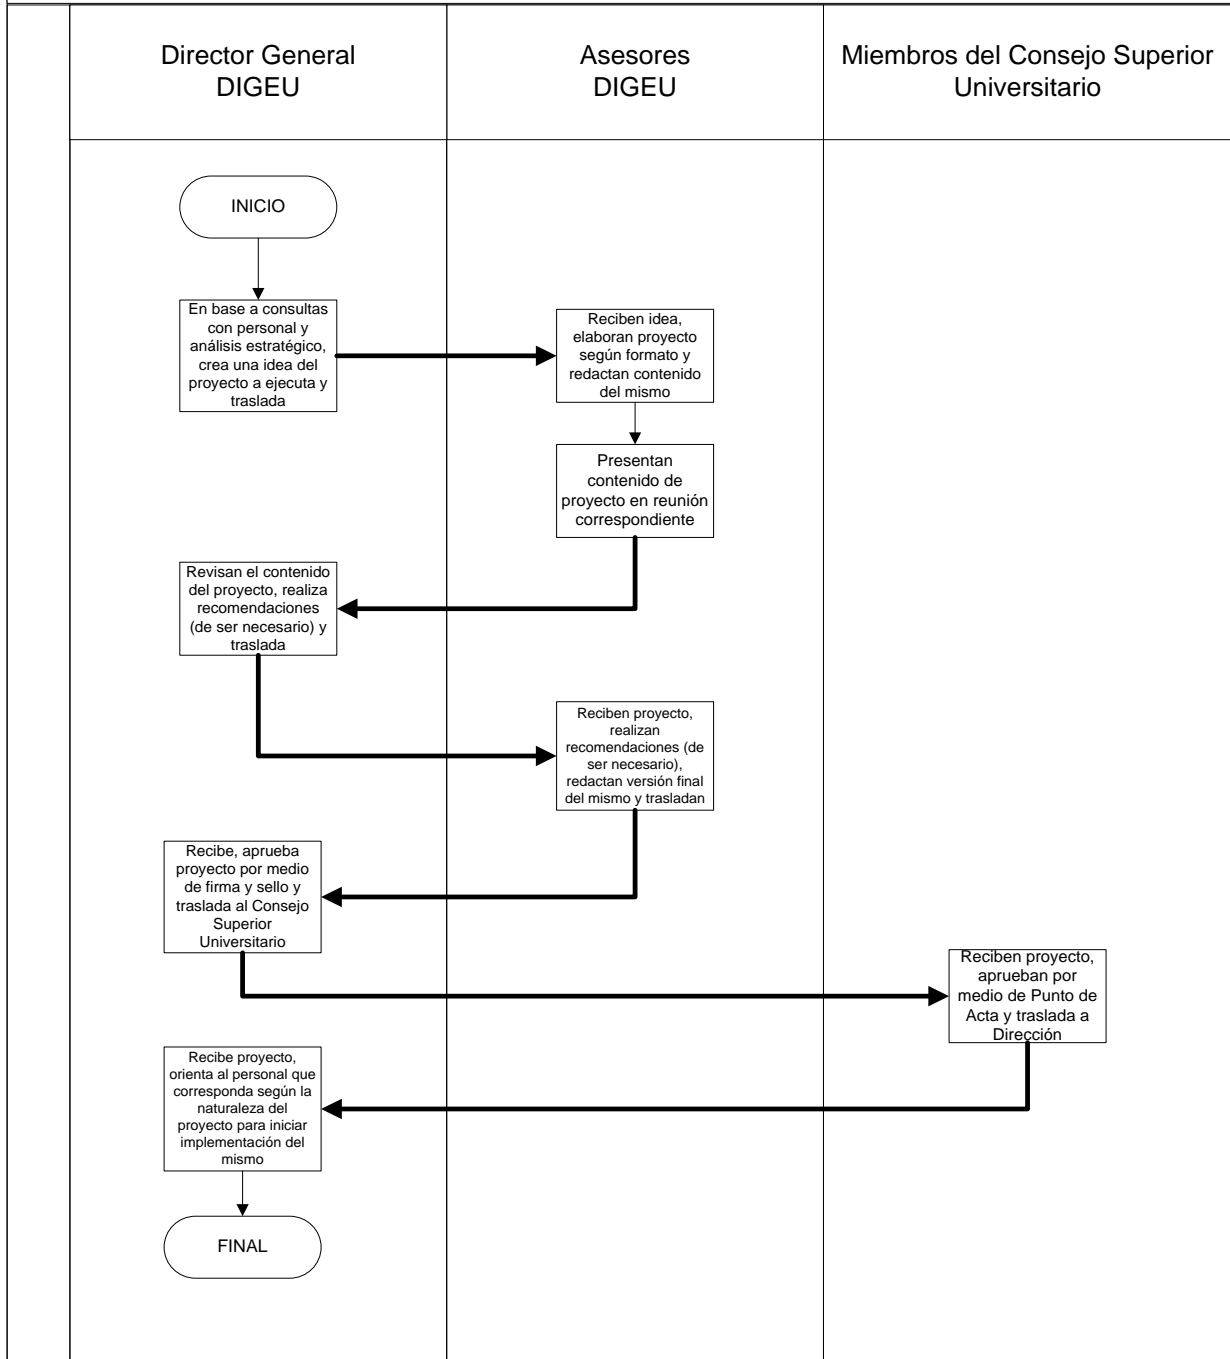 Director General
DIGEU
Asesores
DIGEU
Miembros del Consejo Superior
Universitario
INICIO
En base a consultas
con personal y
análisis estratégico,
crea una idea del
proyecto a ejecuta y
traslada
Reciben idea,
elaboran proyecto
según formato y
redactan contenido
del mismo
Presentan
contenido de
proyecto en reunión
correspondiente
Revisan el contenido
del proyecto, realiza
recomendaciones
(de ser necesario) y
traslada
Reciben proyecto,
realizan
recomendaciones (de
ser necesario),
redactan versión final
del mismo y trasladan
Recibe, aprueba
proyecto por medio
de firma y sello y
traslada al Consejo
Superior
Universitario
Reciben proyecto,
aprueban por
medio de Punto de
Acta y traslada a
Dirección
Recibe proyecto,
orienta al personal que
corresponda según la
naturaleza del
proyecto para iniciar
implementación del
mismo
FINAL